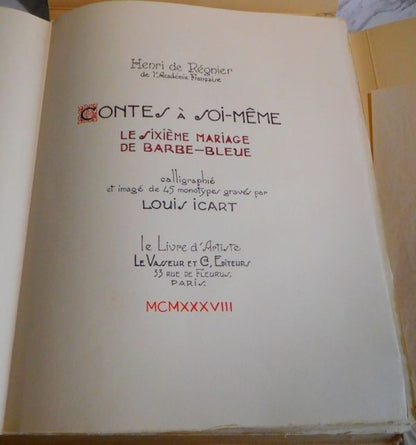 Henri de Régnier
de l'Académie Française
CONTES à SOI-MÊME
LE SIXIÈME MARIAGE
DE BARBE-BLEUE
calligraphié
et imagé de 45 monotypes gravés par
LOUIS ICART
le Livre d'Artiste
LE VASSEUR ET Cie, EDITEURS
33 RUE DE FLEURUS
PARIS.
MCMXXXVIII